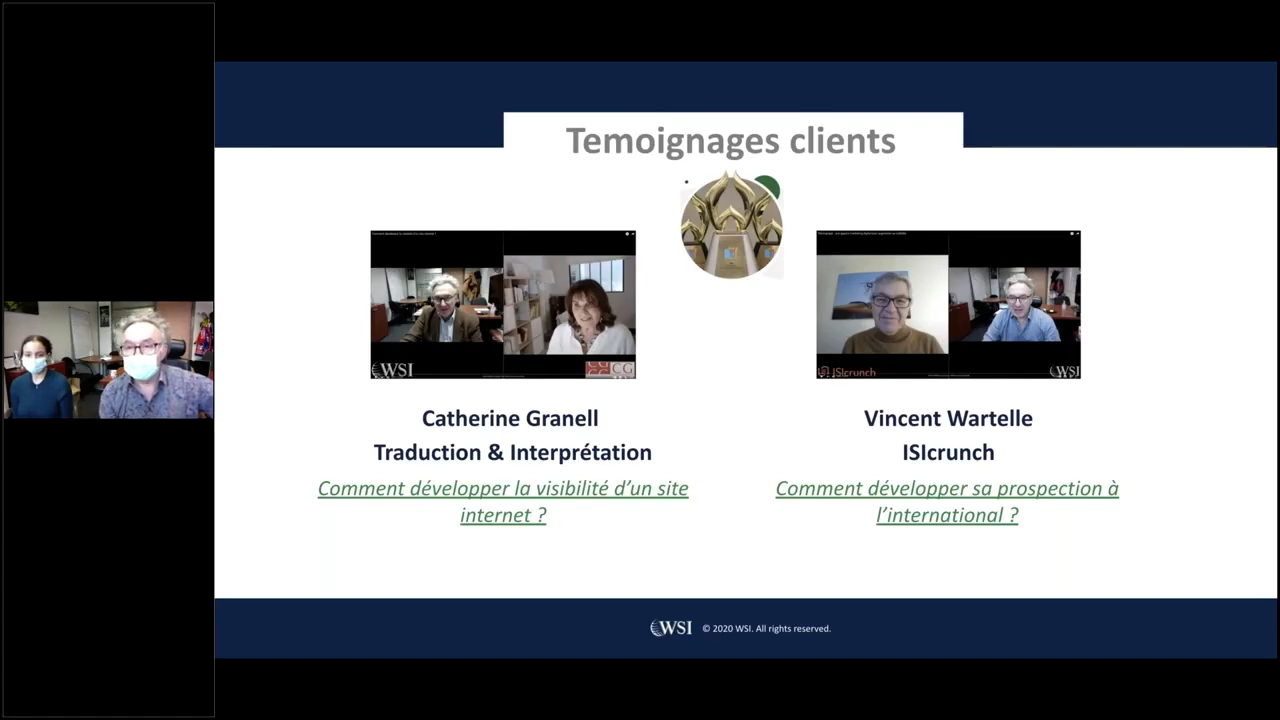 Temoignages clients
WSI
CG
ISIcrunch
WSI
Catherine Granell
Traduction & Interprétation
Comment développer la visibilité d’un site
internet ?
Vincent Wartelle
ISIcrunch
Comment développer sa prospection à
l’international ?
WSI © 2020 WSI. All rights reserved.